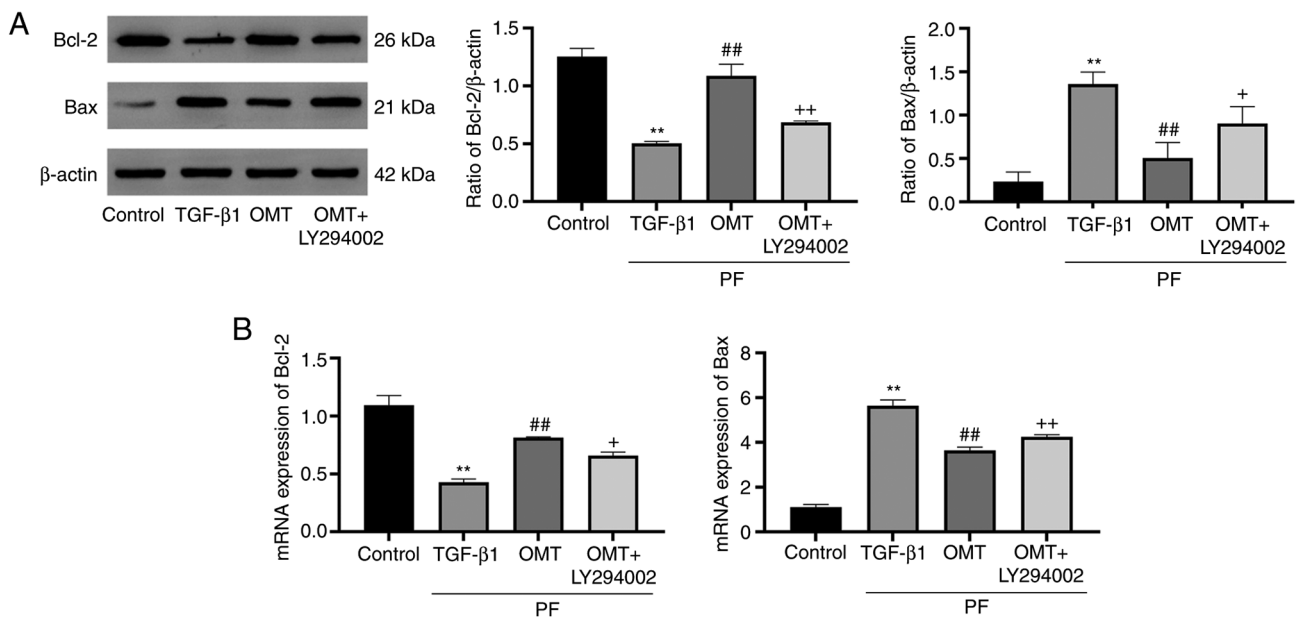 A
Bcl-2
26 kDa
Bax
21 kDa
β-actin
42 kDa
Control TGF-β1 OMT OMT+
LY294002
Ratio of Bcl-2/β-actin
1.5
1.0
0.5
0.0
**
##
++
Control TGF-β1 OMT OMT+
LY294002
PF
Ratio of Bax/β-actin
2.0
1.5
1.0
0.5
0.0
**
##
+
Control TGF-β1 OMT OMT+
LY294002
PF
B
mRNA expression of Bcl-2
1.5
1.0
0.5
0.0
**
##
+
Control TGF-β1 OMT OMT+
LY294002
PF
mRNA expression of Bax
8
6
4
2
0
**
##
++
Control TGF-β1 OMT OMT+
LY294002
PF